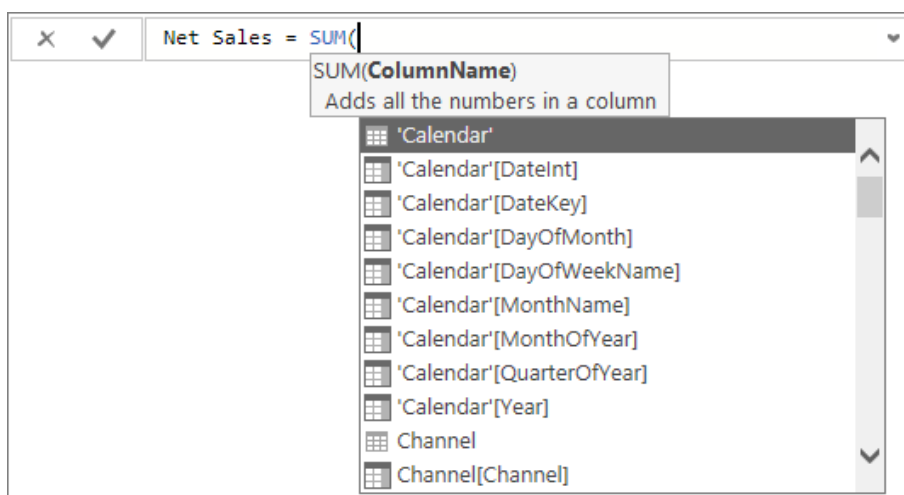 Net Sales = SUM(
SUM(ColumnName)
Adds all the numbers in a column
'Calendar'
'Calendar'[DateInt]
'Calendar'[DateKey]
'Calendar'[DayOfMonth]
'Calendar'[DayOfWeekName]
'Calendar'[MonthName]
'Calendar'[MonthOfYear]
'Calendar'[QuarterOfYear]
'Calendar'[Year]
Channel
Channel[Channel]